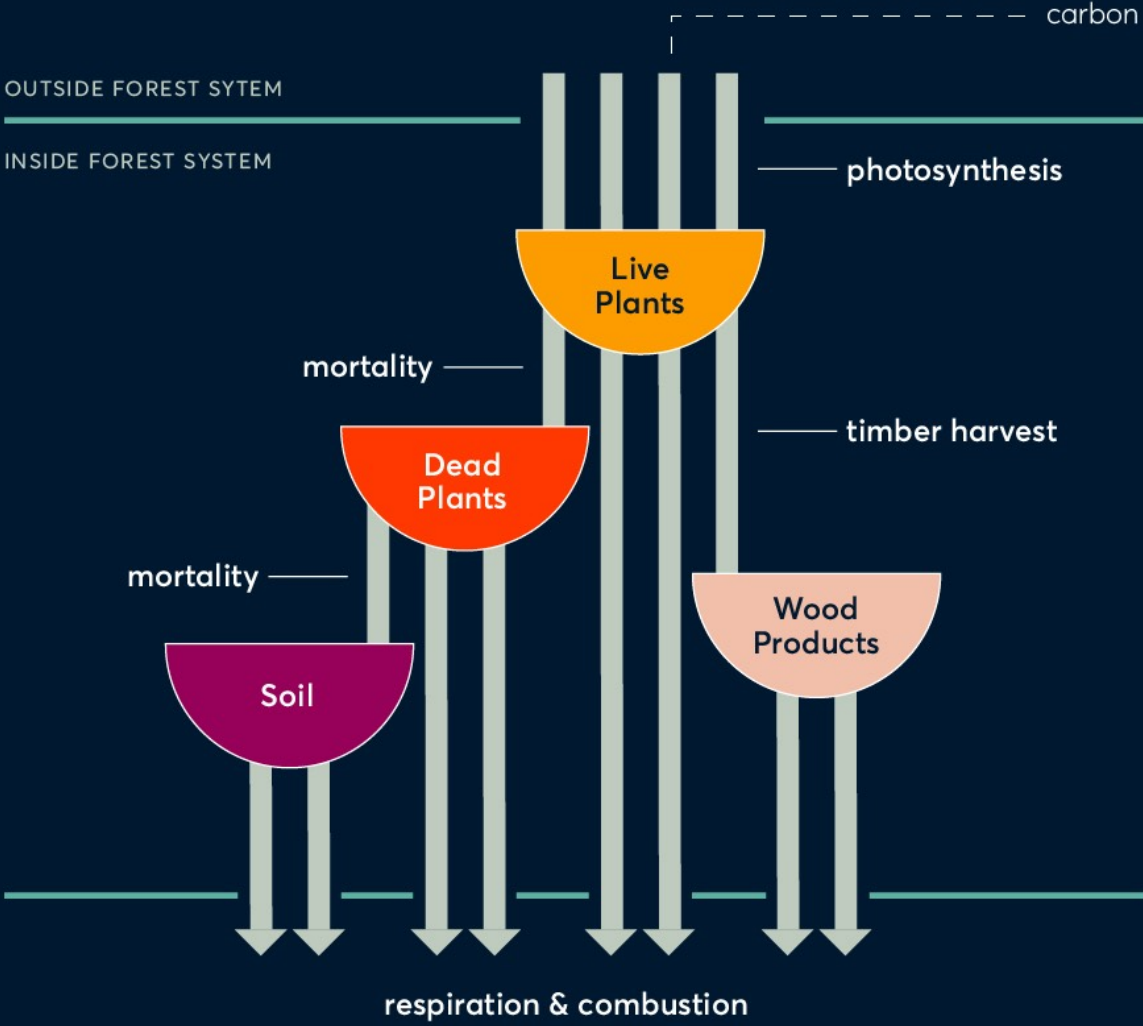 carbon
OUTSIDE FOREST SYTEM
INSIDE FOREST SYSTEM
photosynthesis
Live
Plants
mortality
timber harvest
Dead
Plants
mortality
Wood
Products
Soil
respiration & combustion